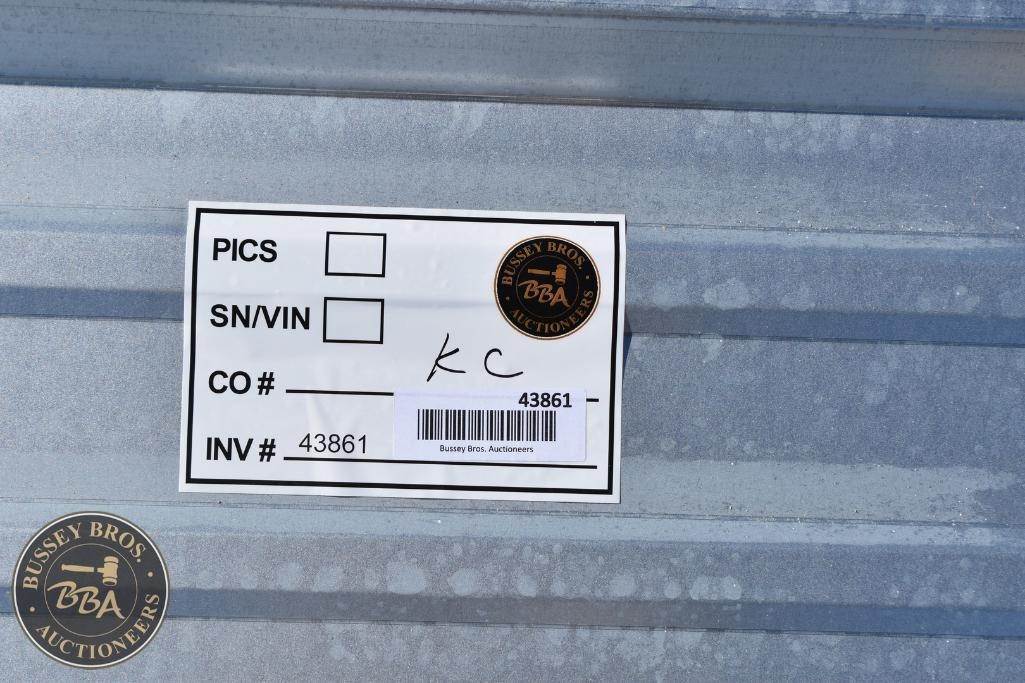 PICS
BUSSEY BROS.
BBA
AUCTIONEERS
SN/VIN
KC
CO #
43861
INV # 43861
Bussey Bros. Auctioneers
BUSSEY BROS.
BBA
AUCTIONEERS